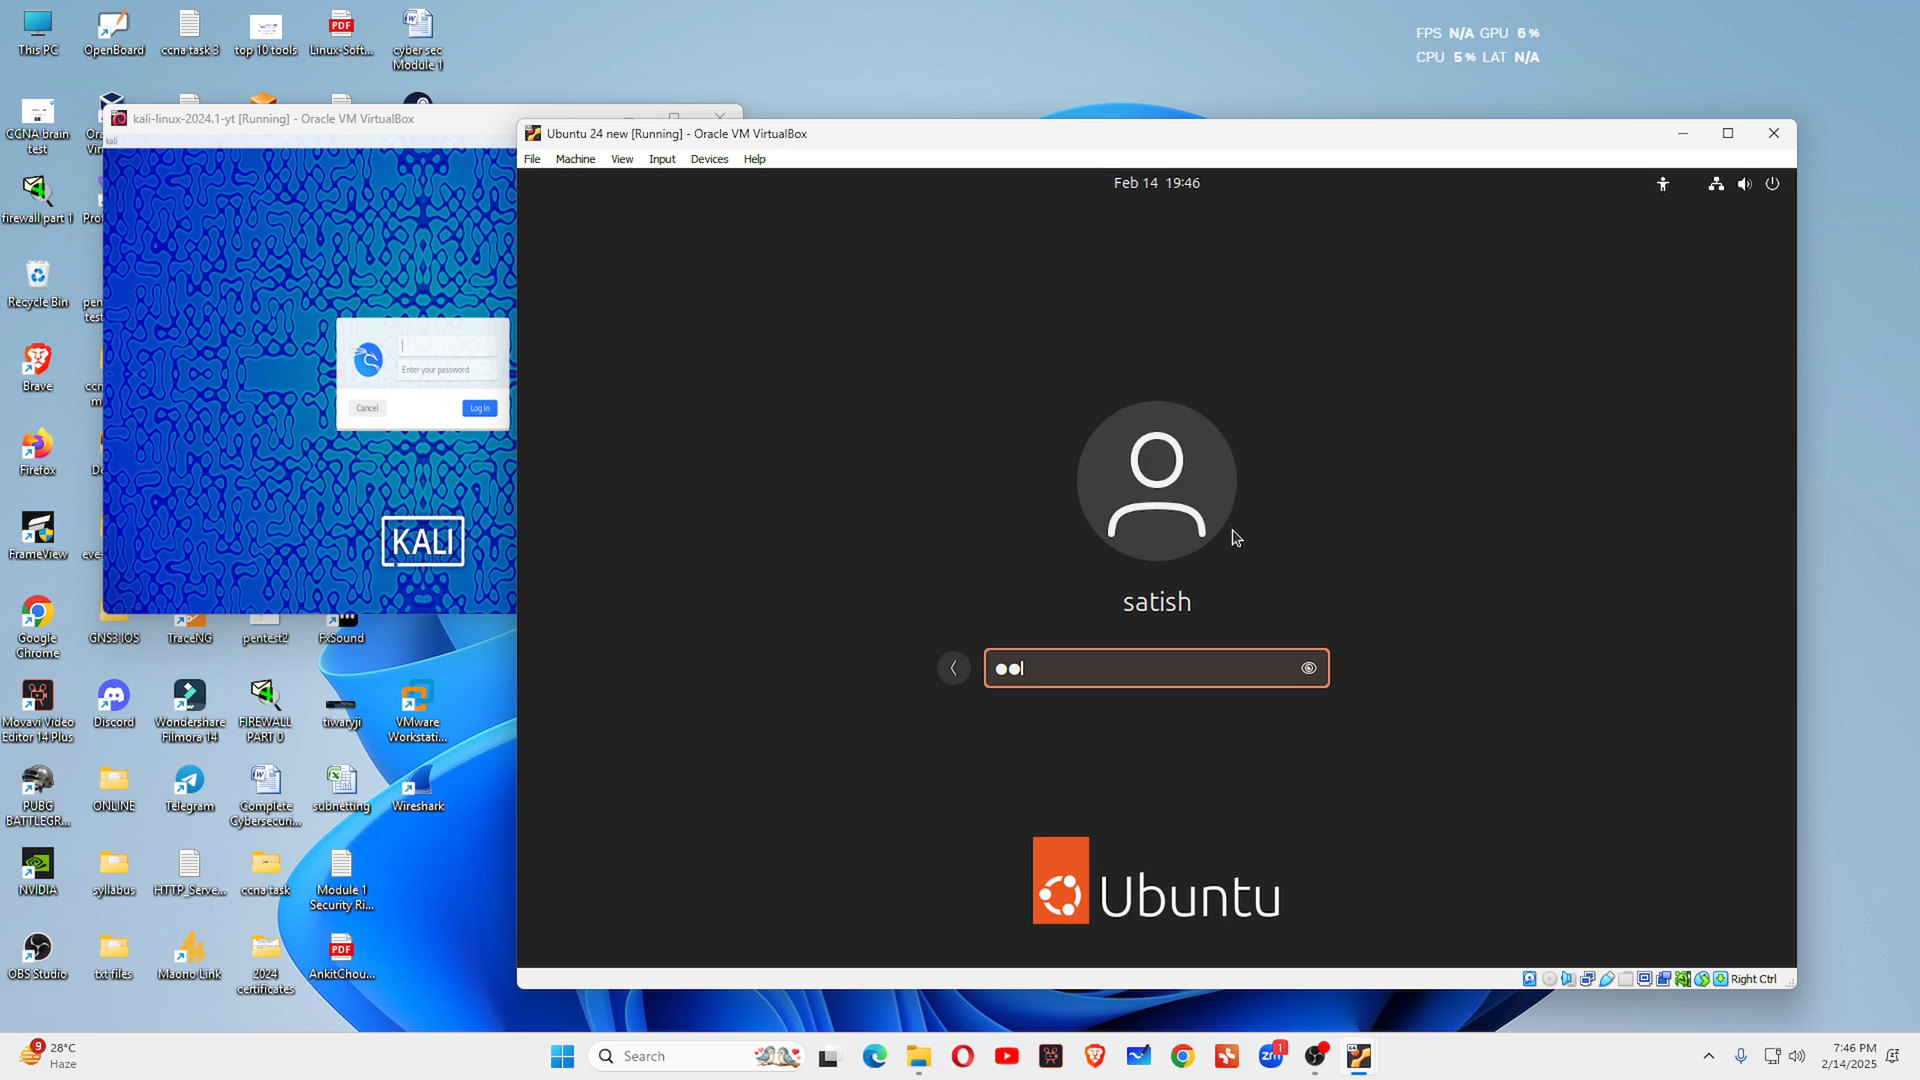 FPS N/A GPU 6%
CPU 5% LAT N/A
This PC
OpenBoard
ccna task 3
top 10 tools
Linux-Soft...
cyber sec
Module 1
CCNA brain
test
firewall part 1
Recycle Bin
Brave
Firefox
FrameView
Google
Chrome
GNS3 IOS
TraceNG
pentest2
FxSound
Movavi Video
Editor 14 Plus
Discord
Wondershare
Filmora 14
FIREWALL
PART 0
tiwaryji
VMware
Workstati...
PUBG
BATTLEGR...
ONLINE
Telegram
Complete
Cybersecuri...
subnetting
Wireshark
NVIDIA
syllabus
HTTP_Serve...
ccna task
Module 1
Security Ri...
OBS Studio
txt files
Maono Link
2024
certificates
AnkitChou...
kali-linux-2024.1-yt [Running] - Oracle VM VirtualBox
kali
Enter your password
Cancel
Log In
KALI
Ubuntu 24 new [Running] - Oracle VM VirtualBox
File Machine View Input Devices Help
Feb 14 19:46
satish
Ubuntu
Right Ctrl
9
28°C
Haze
Search
zm
1
7:46 PM
2/14/2025